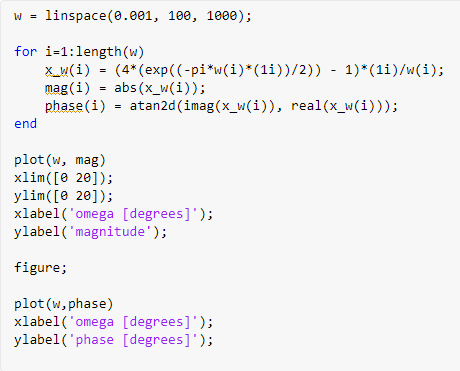 w = linspace(0.001, 100, 1000);
for i=1:length(w)
x_w(i) = (4*(exp((-pi*w(i)*(1i))/2)) - 1)*(1i)/w(i);
mag(i) = abs(x_w(i));
phase(i) = atan2d(imag(x_w(i)), real(x_w(i)));
end
plot(w, mag)
xlim([0 20]);
ylim([0 20]);
xlabel('omega [degrees]');
ylabel('magnitude');
figure;
plot(w,phase)
xlabel('omega [degrees]');
ylabel('phase [degrees]');